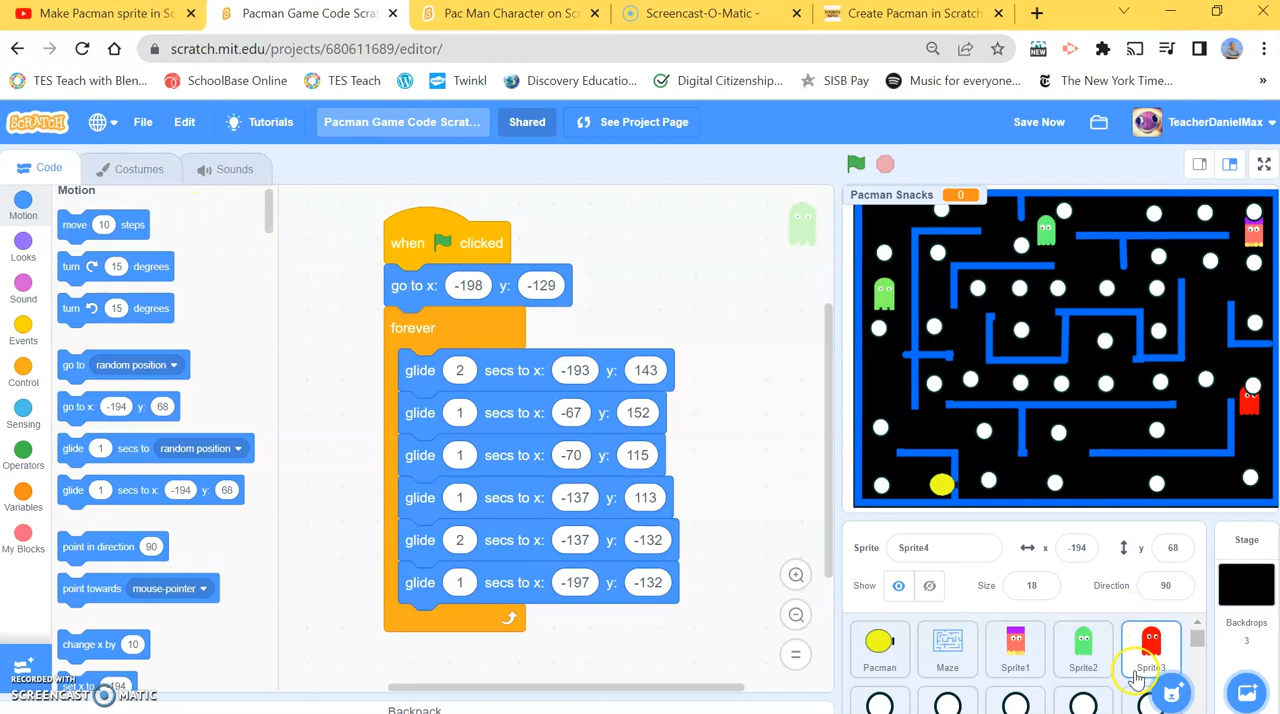 Make Pacman sprite in Sc
Pacman Game Code Scrat
Pac Man Character on Scr
Screencast-O-Matic -
Create Pacman in Scratch
scratch.mit.edu/projects/680611689/editor/
NEW
TES Teach with Blen...
SchoolBase Online
TES Teach
Twinkl
Discovery Educatio...
Digital Citizenship...
SISB Pay
Music for everyone...
The New York Time...
SCRATCH
File
Edit
Tutorials
Pacman Game Code Scrat...
Shared
See Project Page
Save Now
TeacherDanielMax
Code
Costumes
Sounds
Motion
Looks
Sound
Events
Control
Sensing
Operators
Variables
My Blocks
Motion
move 10 steps
turn 15 degrees
turn 15 degrees
go to random position
go to x: -194 y: 68
glide 1 secs to random position
glide 1 secs to x: -194 y: 68
point in direction 90
point towards mouse-pointer
change x by 10
set x to -194
when clicked
go to x: -198 y: -129
forever
glide 2 secs to x: -193 y: 143
glide 1 secs to x: -67 y: 152
glide 1 secs to x: -70 y: 115
glide 1 secs to x: -137 y: 113
glide 2 secs to x: -137 y: -132
glide 1 secs to x: -197 y: -132
Pacman Snacks 0
Sprite Sprite4 x -194 y 68
Show Size 18 Direction 90
Pacman
Maze
Sprite1
Sprite2
Sprite3
Stage
Backdrops
3
Backpack
RECORDED WITH
SCREENCAST MATIC